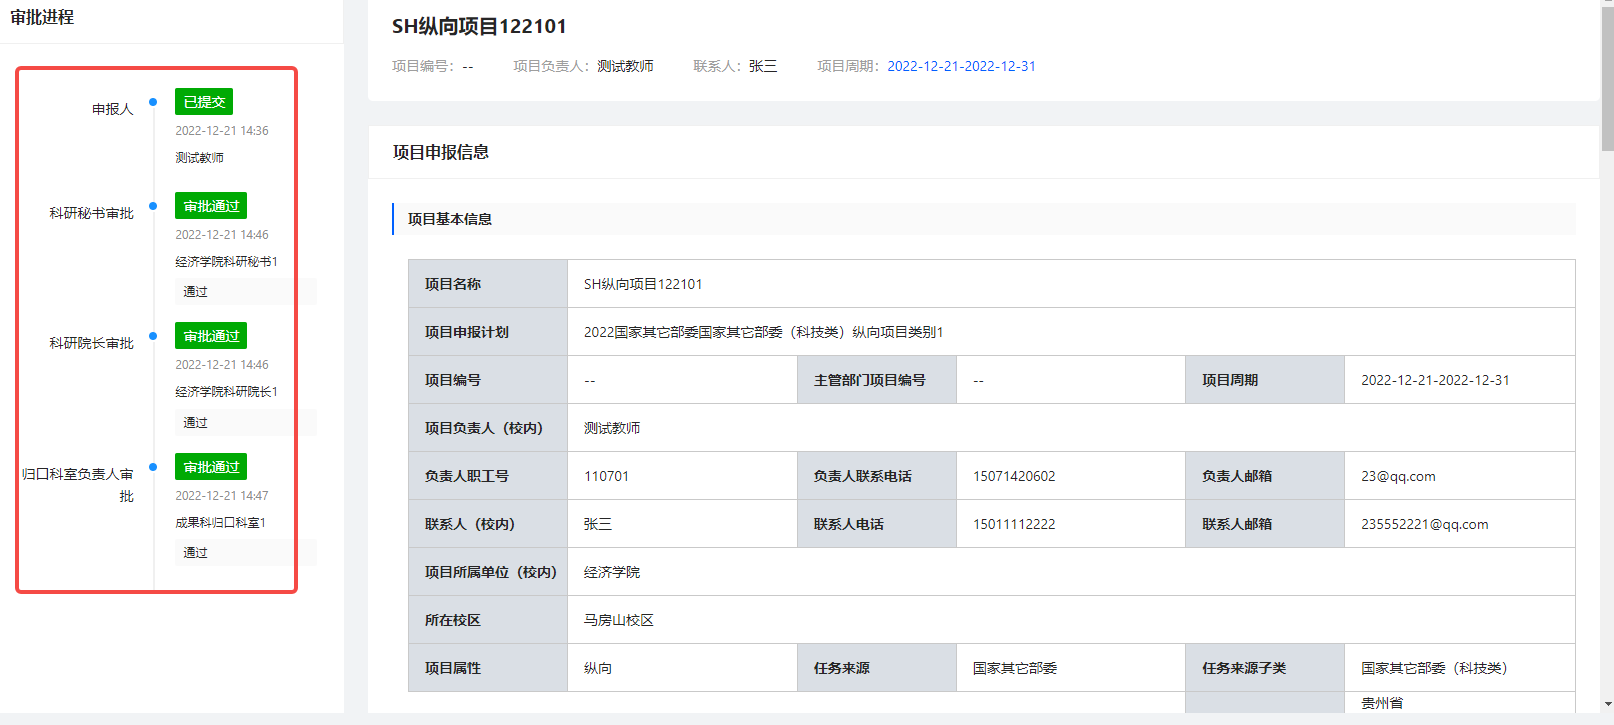 审批进程
申报人
已提交
2022-12-21 14:36
测试教师
科研秘书审批
审批通过
2022-12-21 14:46
经济学院科研秘书1
通过
科研院长审批
审批通过
2022-12-21 14:46
经济学院科研院长1
通过
归口科室负责人审
批
审批通过
2022-12-21 14:47
成果科归口科室1
通过
SH纵向项目122101
项目编号: -- 项目负责人: 测试教师 联系人: 张三 项目周期: 2022-12-21-2022-12-31
项目申报信息
项目基本信息
项目名称 SH纵向项目122101
项目申报计划 2022国家其它部委国家其它部委（科技类）纵向项目类别1
项目编号 -- 主管部门项目编号 -- 项目周期 2022-12-21-2022-12-31
项目负责人（校内） 测试教师
负责人职工号 110701 负责人联系电话 15071420602 负责人邮箱 23@qq.com
联系人（校内） 张三 联系人电话 15011112222 联系人邮箱 235552221@qq.com
项目所属单位（校内） 经济学院
所在校区 马房山校区
项目属性 纵向 任务来源 国家其它部委 任务来源子类 国家其它部委（科技类）
贵州省